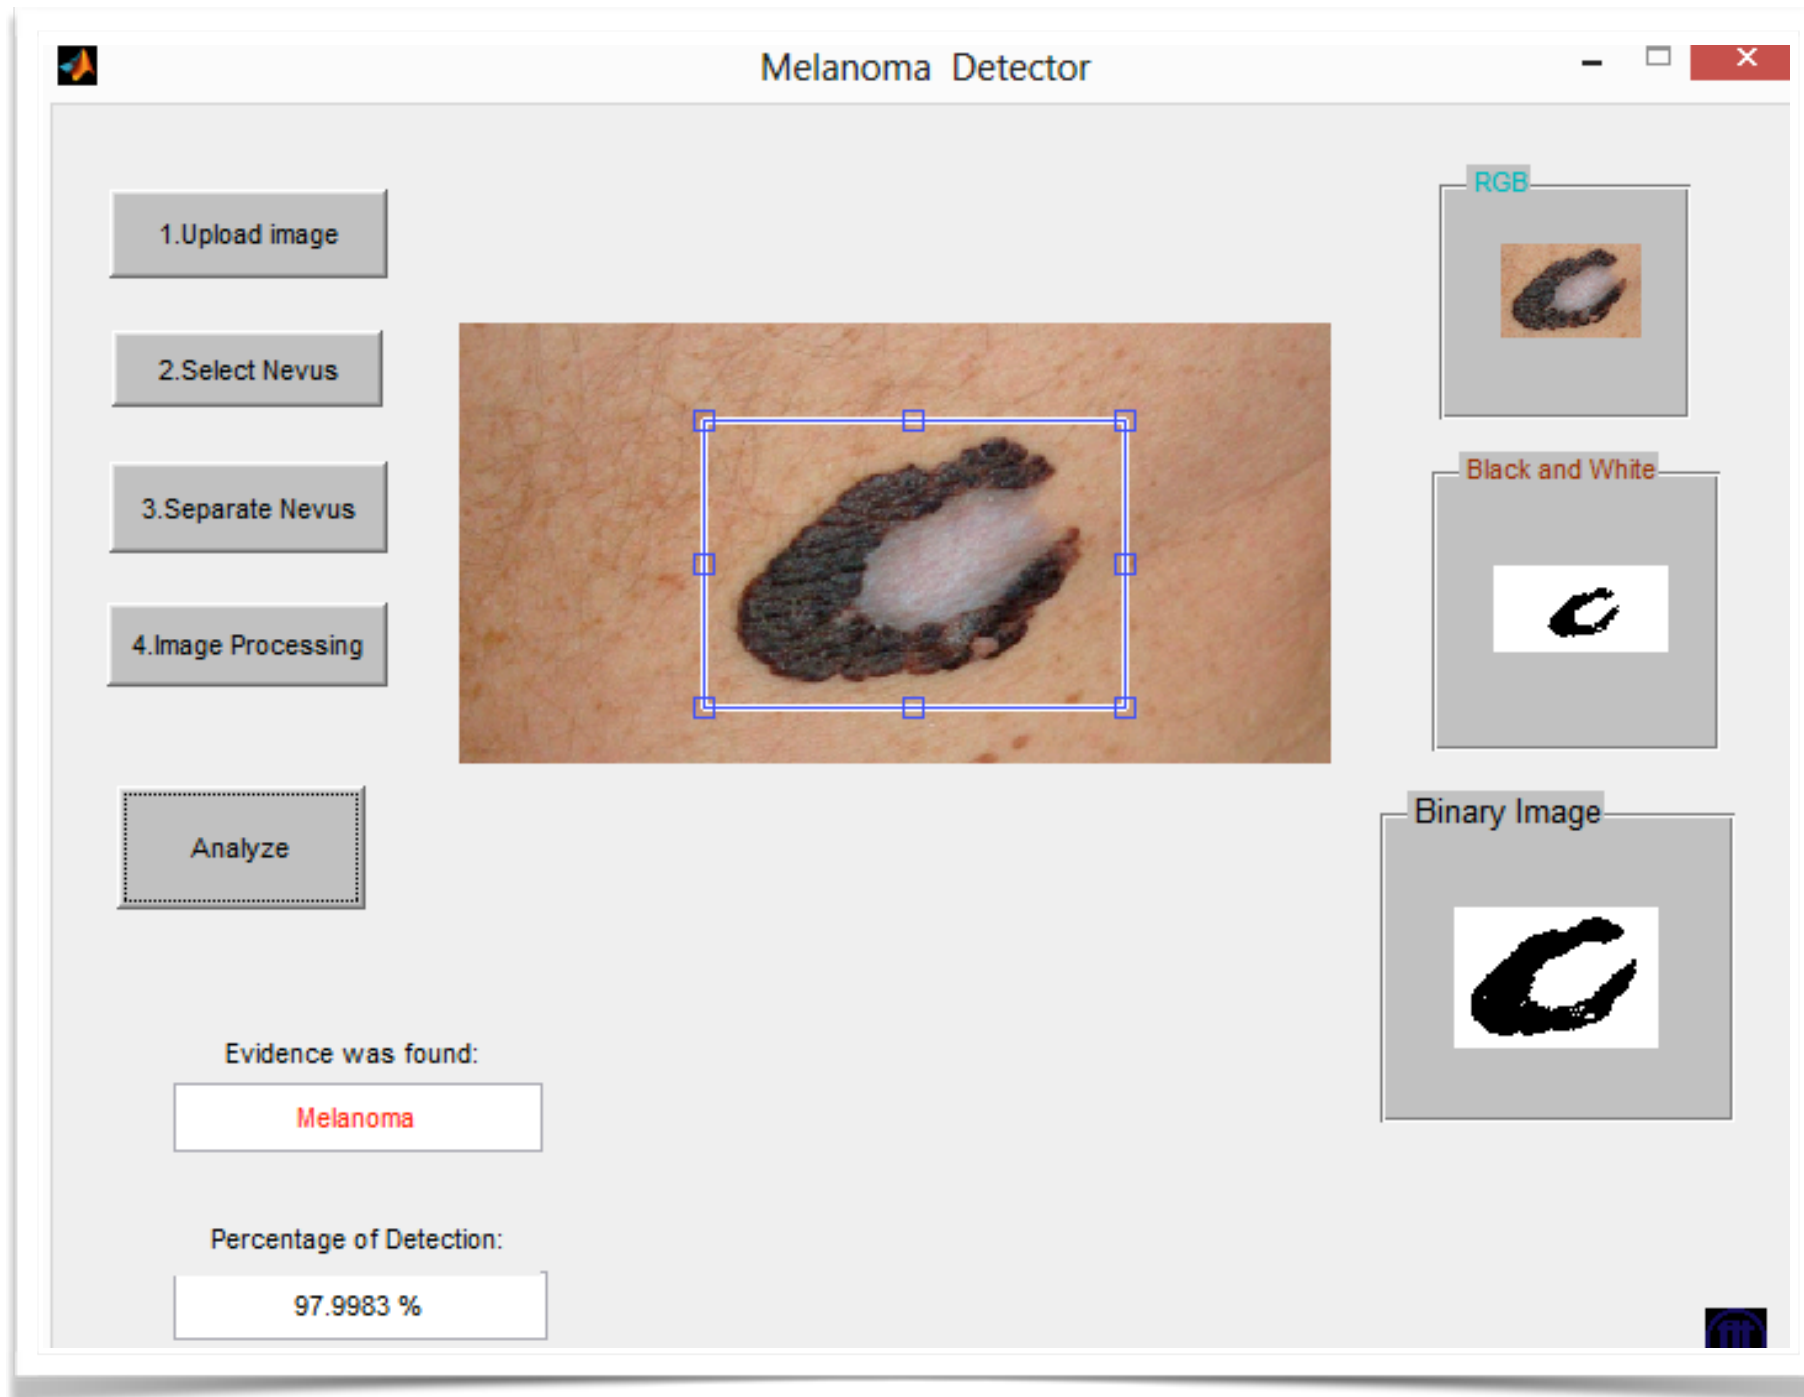 Melanoma Detector
1.Upload image
2.Select Nevus
3.Separate Nevus
4.Image Processing
Analyze
Evidence was found:
Melanoma
Percentage of Detection:
97.9983 %
RGB
Black and White
Binary Image